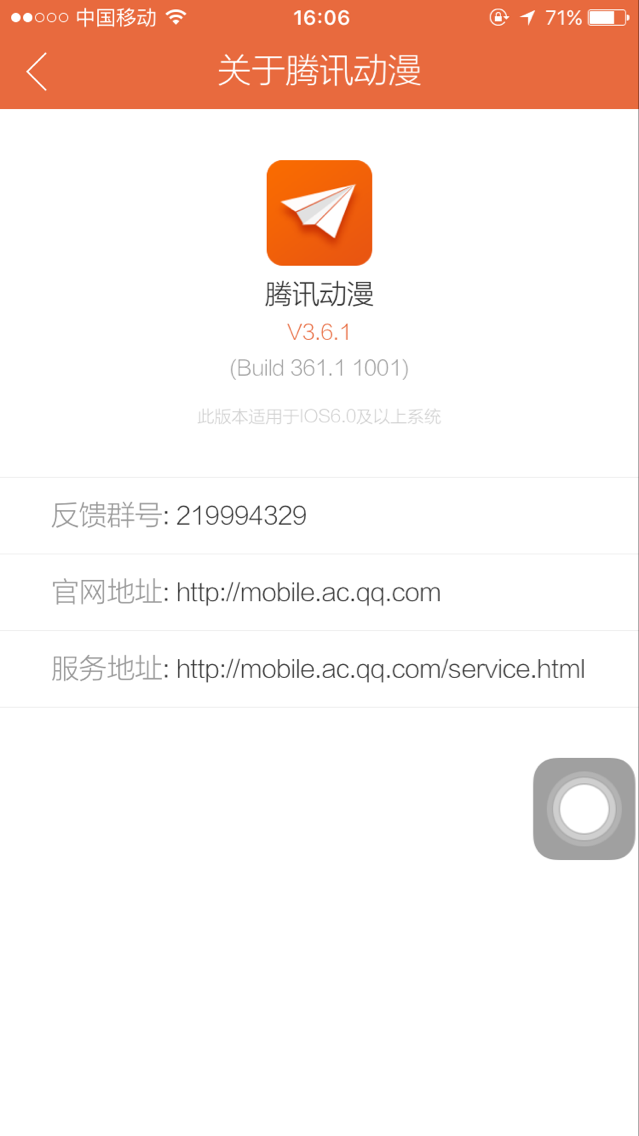 中国移动 16:06 71%
关于腾讯动漫
腾讯动漫
V3.6.1
(Build 361.1 1001)
此版本适用于IOS6.0及以上系统
反馈群号: 219994329
官网地址: http://mobile.ac.qq.com
服务地址: http://mobile.ac.qq.com/service.html